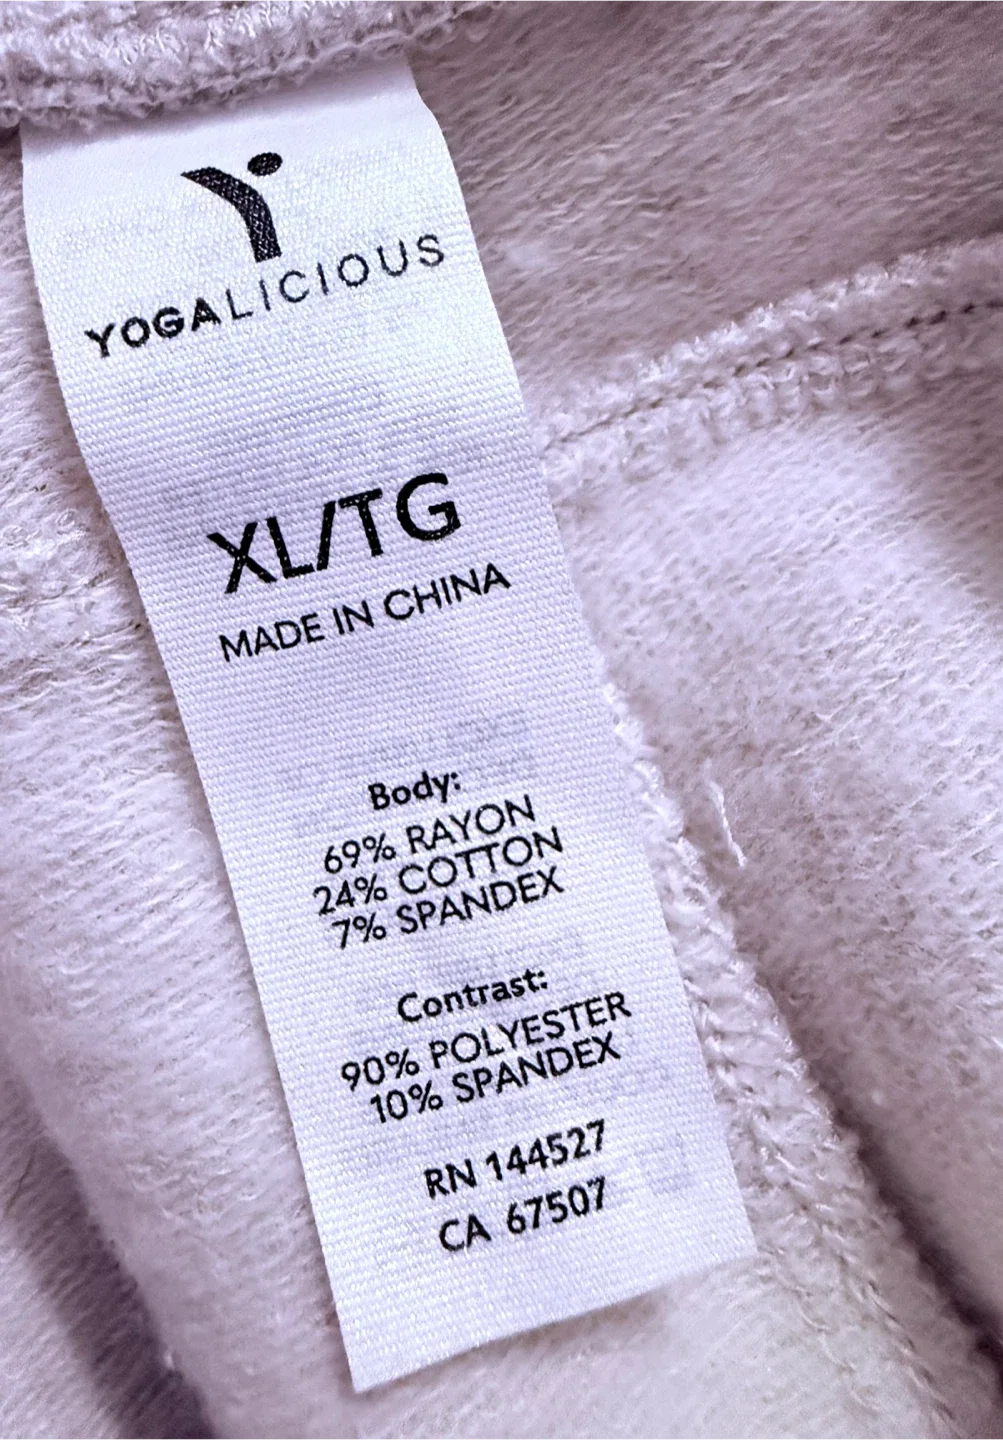 YOGALICIOUS
XL/TG
MADE IN CHINA
Body:
69% RAYON
24% COTTON
7% SPANDEX
Contrast:
90% POLYESTER
10% SPANDEX
RN 144527
CA 67507